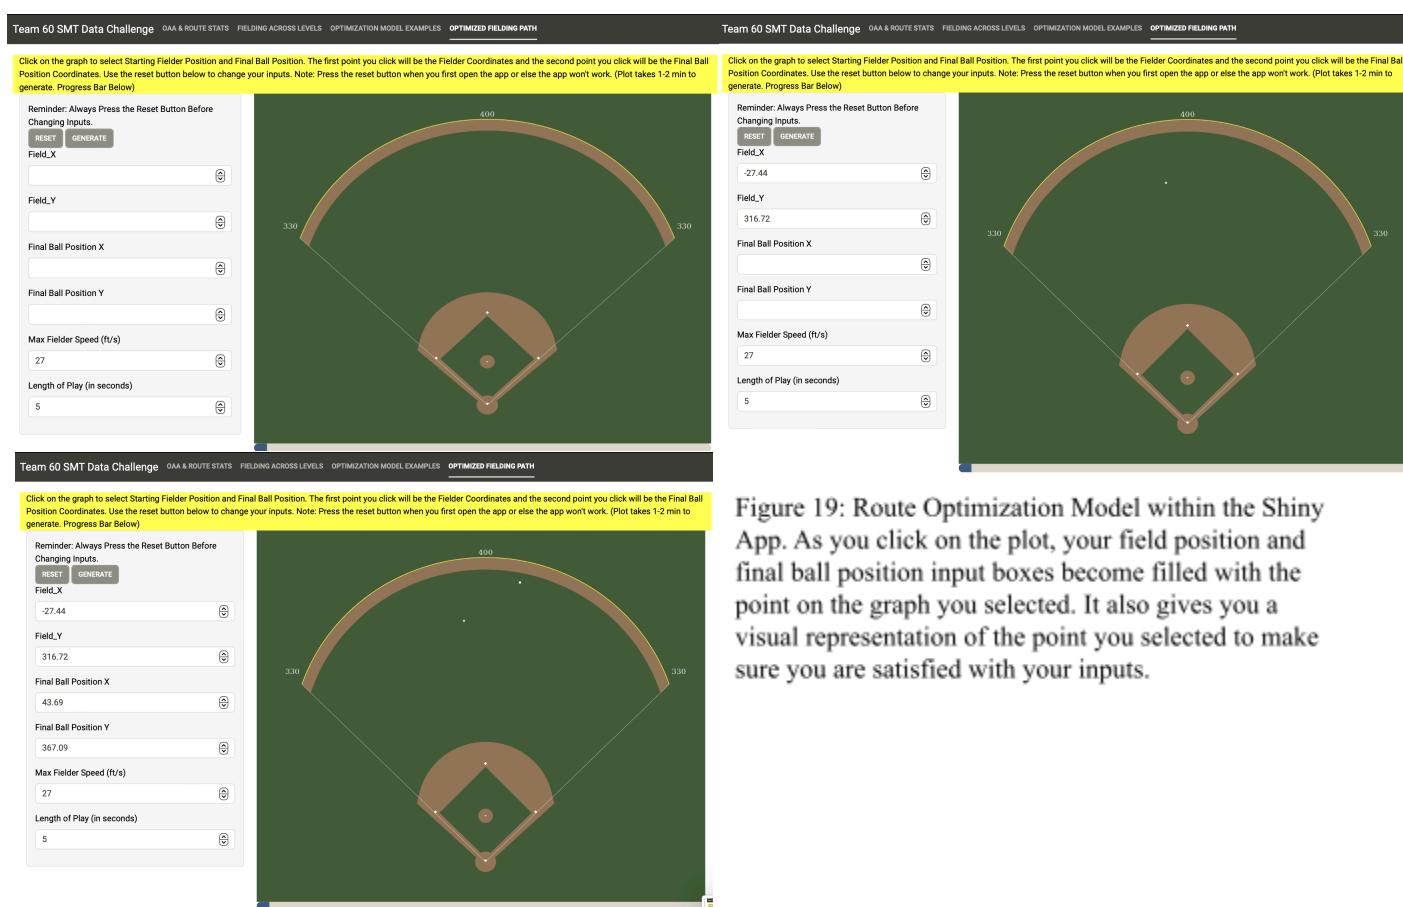 Team 60 SMT Data Challenge OAA & ROUTE STATS FIELDING ACROSS LEVELS OPTIMIZATION MODEL EXAMPLES OPTIMIZED FIELDING PATH
Click on the graph to select Starting Fielder Position and Final Ball Position. The first point you click will be the Fielder Coordinates and the second point you click will be the Final Ball
Position Coordinates. Use the reset button below to change your inputs. Note: Press the reset button when you first open the app or else the app won't work. (Plot takes 1-2 min to
generate. Progress Bar Below)
Reminder: Always Press the Reset Button Before
Changing Inputs.
RESET GENERATE
Field_X
Field_Y
Final Ball Position X
Final Ball Position Y
Max Fielder Speed (ft/s)
27
Length of Play (in seconds)
5
400
330
330
Team 60 SMT Data Challenge OAA & ROUTE STATS FIELDING ACROSS LEVELS OPTIMIZATION MODEL EXAMPLES OPTIMIZED FIELDING PATH
Click on the graph to select Starting Fielder Position and Final Ball Position. The first point you click will be the Fielder Coordinates and the second point you click will be the Final Bal
Position Coordinates. Use the reset button below to change your inputs. Note: Press the reset button when you first open the app or else the app won't work. (Plot takes 1-2 min to
generate. Progress Bar Below)
Reminder: Always Press the Reset Button Before
Changing Inputs.
RESET GENERATE
Field_X
-27.44
Field_Y
316.72
Final Ball Position X
Final Ball Position Y
Max Fielder Speed (ft/s)
27
Length of Play (in seconds)
5
400
330
330
Team 60 SMT Data Challenge OAA & ROUTE STATS FIELDING ACROSS LEVELS OPTIMIZATION MODEL EXAMPLES OPTIMIZED FIELDING PATH
Click on the graph to select Starting Fielder Position and Final Ball Position. The first point you click will be the Fielder Coordinates and the second point you click will be the Final Ball
Position Coordinates. Use the reset button below to change your inputs. Note: Press the reset button when you first open the app or else the app won't work. (Plot takes 1-2 min to
generate. Progress Bar Below)
Reminder: Always Press the Reset Button Before
Changing Inputs.
RESET GENERATE
Field_X
-27.44
Field_Y
316.72
Final Ball Position X
43.69
Final Ball Position Y
367.09
Max Fielder Speed (ft/s)
27
Length of Play (in seconds)
5
400
330
330
Figure 19: Route Optimization Model within the Shiny
App. As you click on the plot, your field position and
final ball position input boxes become filled with the
point on the graph you selected. It also gives you a
visual representation of the point you selected to make
sure you are satisfied with your inputs.